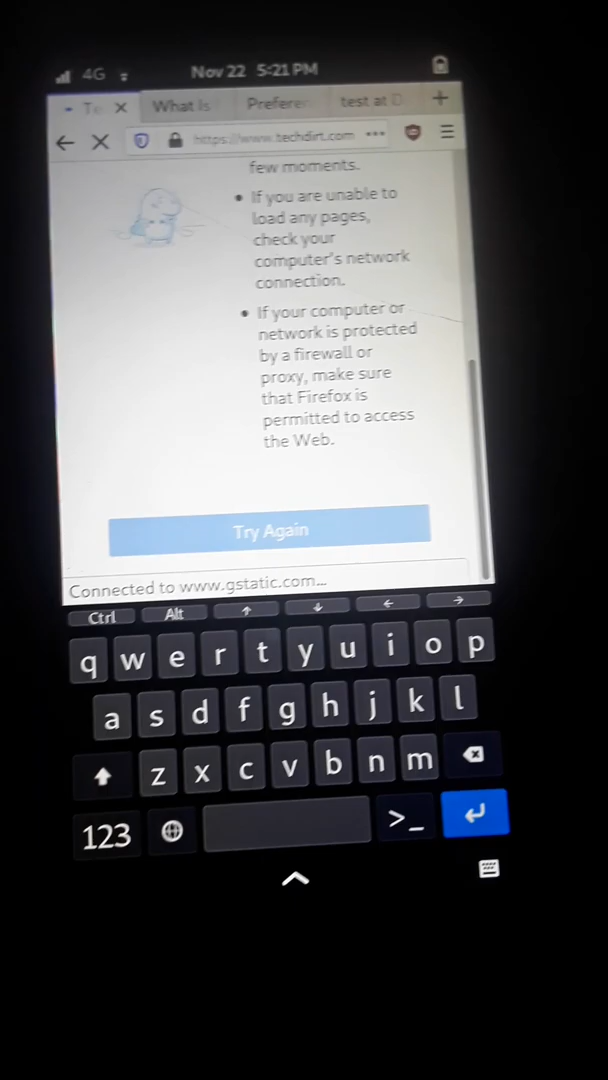 4G Nov 22 5:21 PM
Te What Is Preferen test at D
https://www.techdirt.com
few moments.
If you are unable to
load any pages,
check your
computer's network
connection.
If your computer or
network is protected
by a firewall or
proxy, make sure
that Firefox is
permitted to access
the Web.
Try Again
Connected to www.gstatic.com...
Ctrl Alt ↑ ↓ ← →
q w e r t y u i o p
a s d f g h j k l
z x c v b n m
123 >_